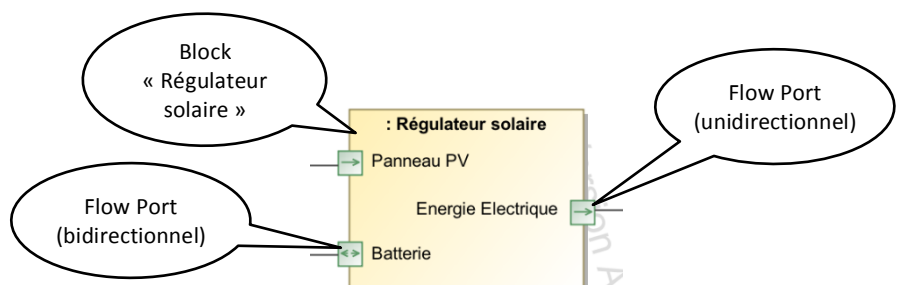 Block
« Régulateur
solaire »
Flow Port
(unidirectionnel)
: Régulateur solaire
Panneau PV
Energie Electrique
Flow Port
(bidirectionnel)
Batterie